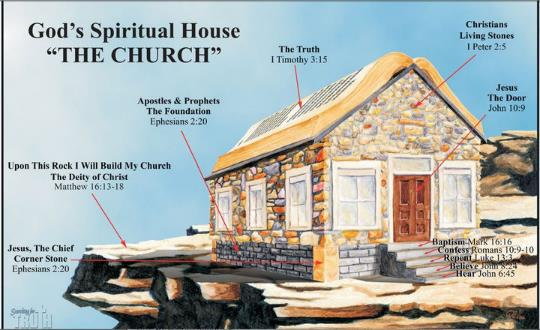 God's Spiritual House
"THE CHURCH"
Christians
Living Stones
I Peter 2:5
The Truth
I Timothy 3:15
Jesus
The Door
John 10:9
Apostles & Prophets
The Foundation
Ephesians 2:20
Upon This Rock I Will Build My Church
The Deity of Christ
Matthew 16:13-18
Jesus, The Chief
Corner Stone
Ephesians 2:20
Baptism Mark 16:16
Confess Romans 10:9-10
Repent Luke 13:3
Believe John 8:24
Hear John 6:45
Searching for
TRUTH